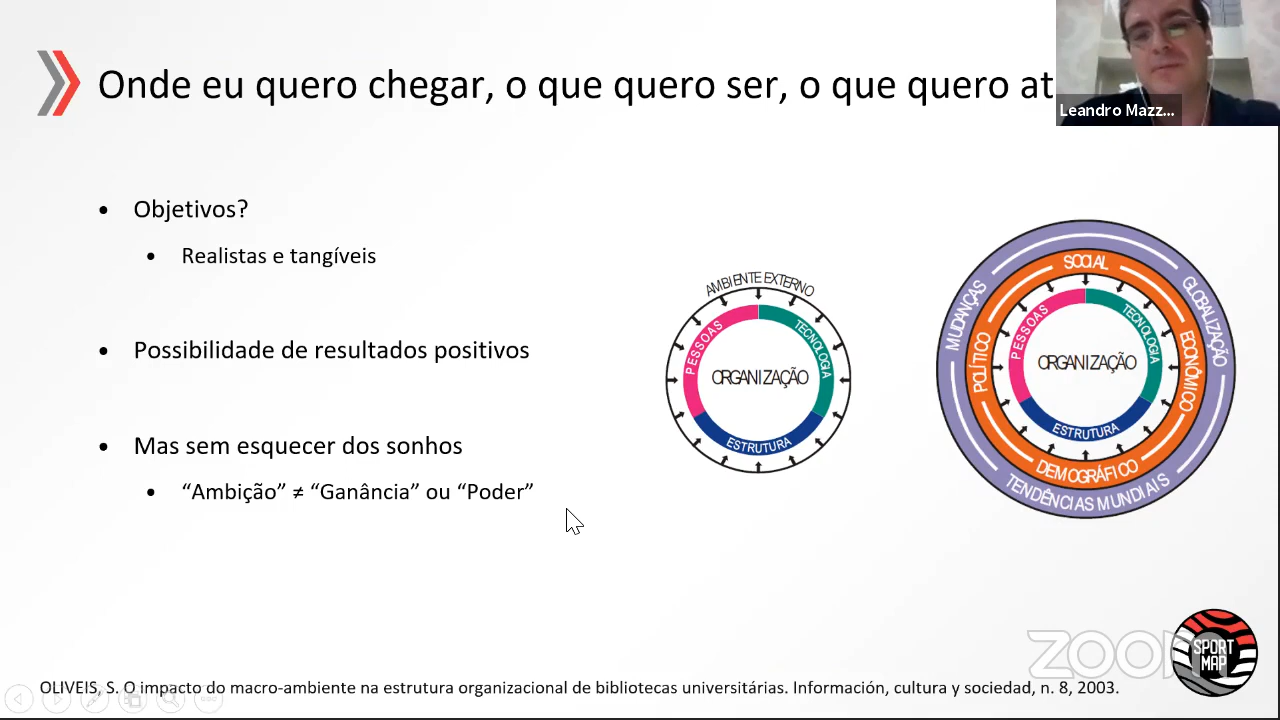 Onde eu quero chegar, o que quero ser, o que quero at
Leandro Mazz...
• Objetivos?
• Realistas e tangíveis
• Possibilidade de resultados positivos
• Mas sem esquecer dos sonhos
• “Ambição” ≠ “Ganância” ou “Poder”
AMBIENTE EXTERNO
PESSOAS
TECNOLOGIA
ORGANIZAÇÃO
ESTRUTURA
MUDANÇAS
GLOBALIZAÇÃO
TENDÊNCIAS MUNDIAIS
SOCIAL
POLÍTICO
ECONÔMICO
DEMOGRÁFICO
PESSOAS
TECNOLOGIA
ORGANIZAÇÃO
ESTRUTURA
zoom
SPORT
MAP
OLIVEIS, S. O impacto do macro-ambiente na estrutura organizacional de bibliotecas universitárias. Información, cultura y sociedad, n. 8, 2003.